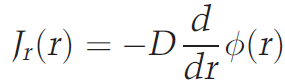 J_r(r) = -D \frac{d}{dr} \phi(r)